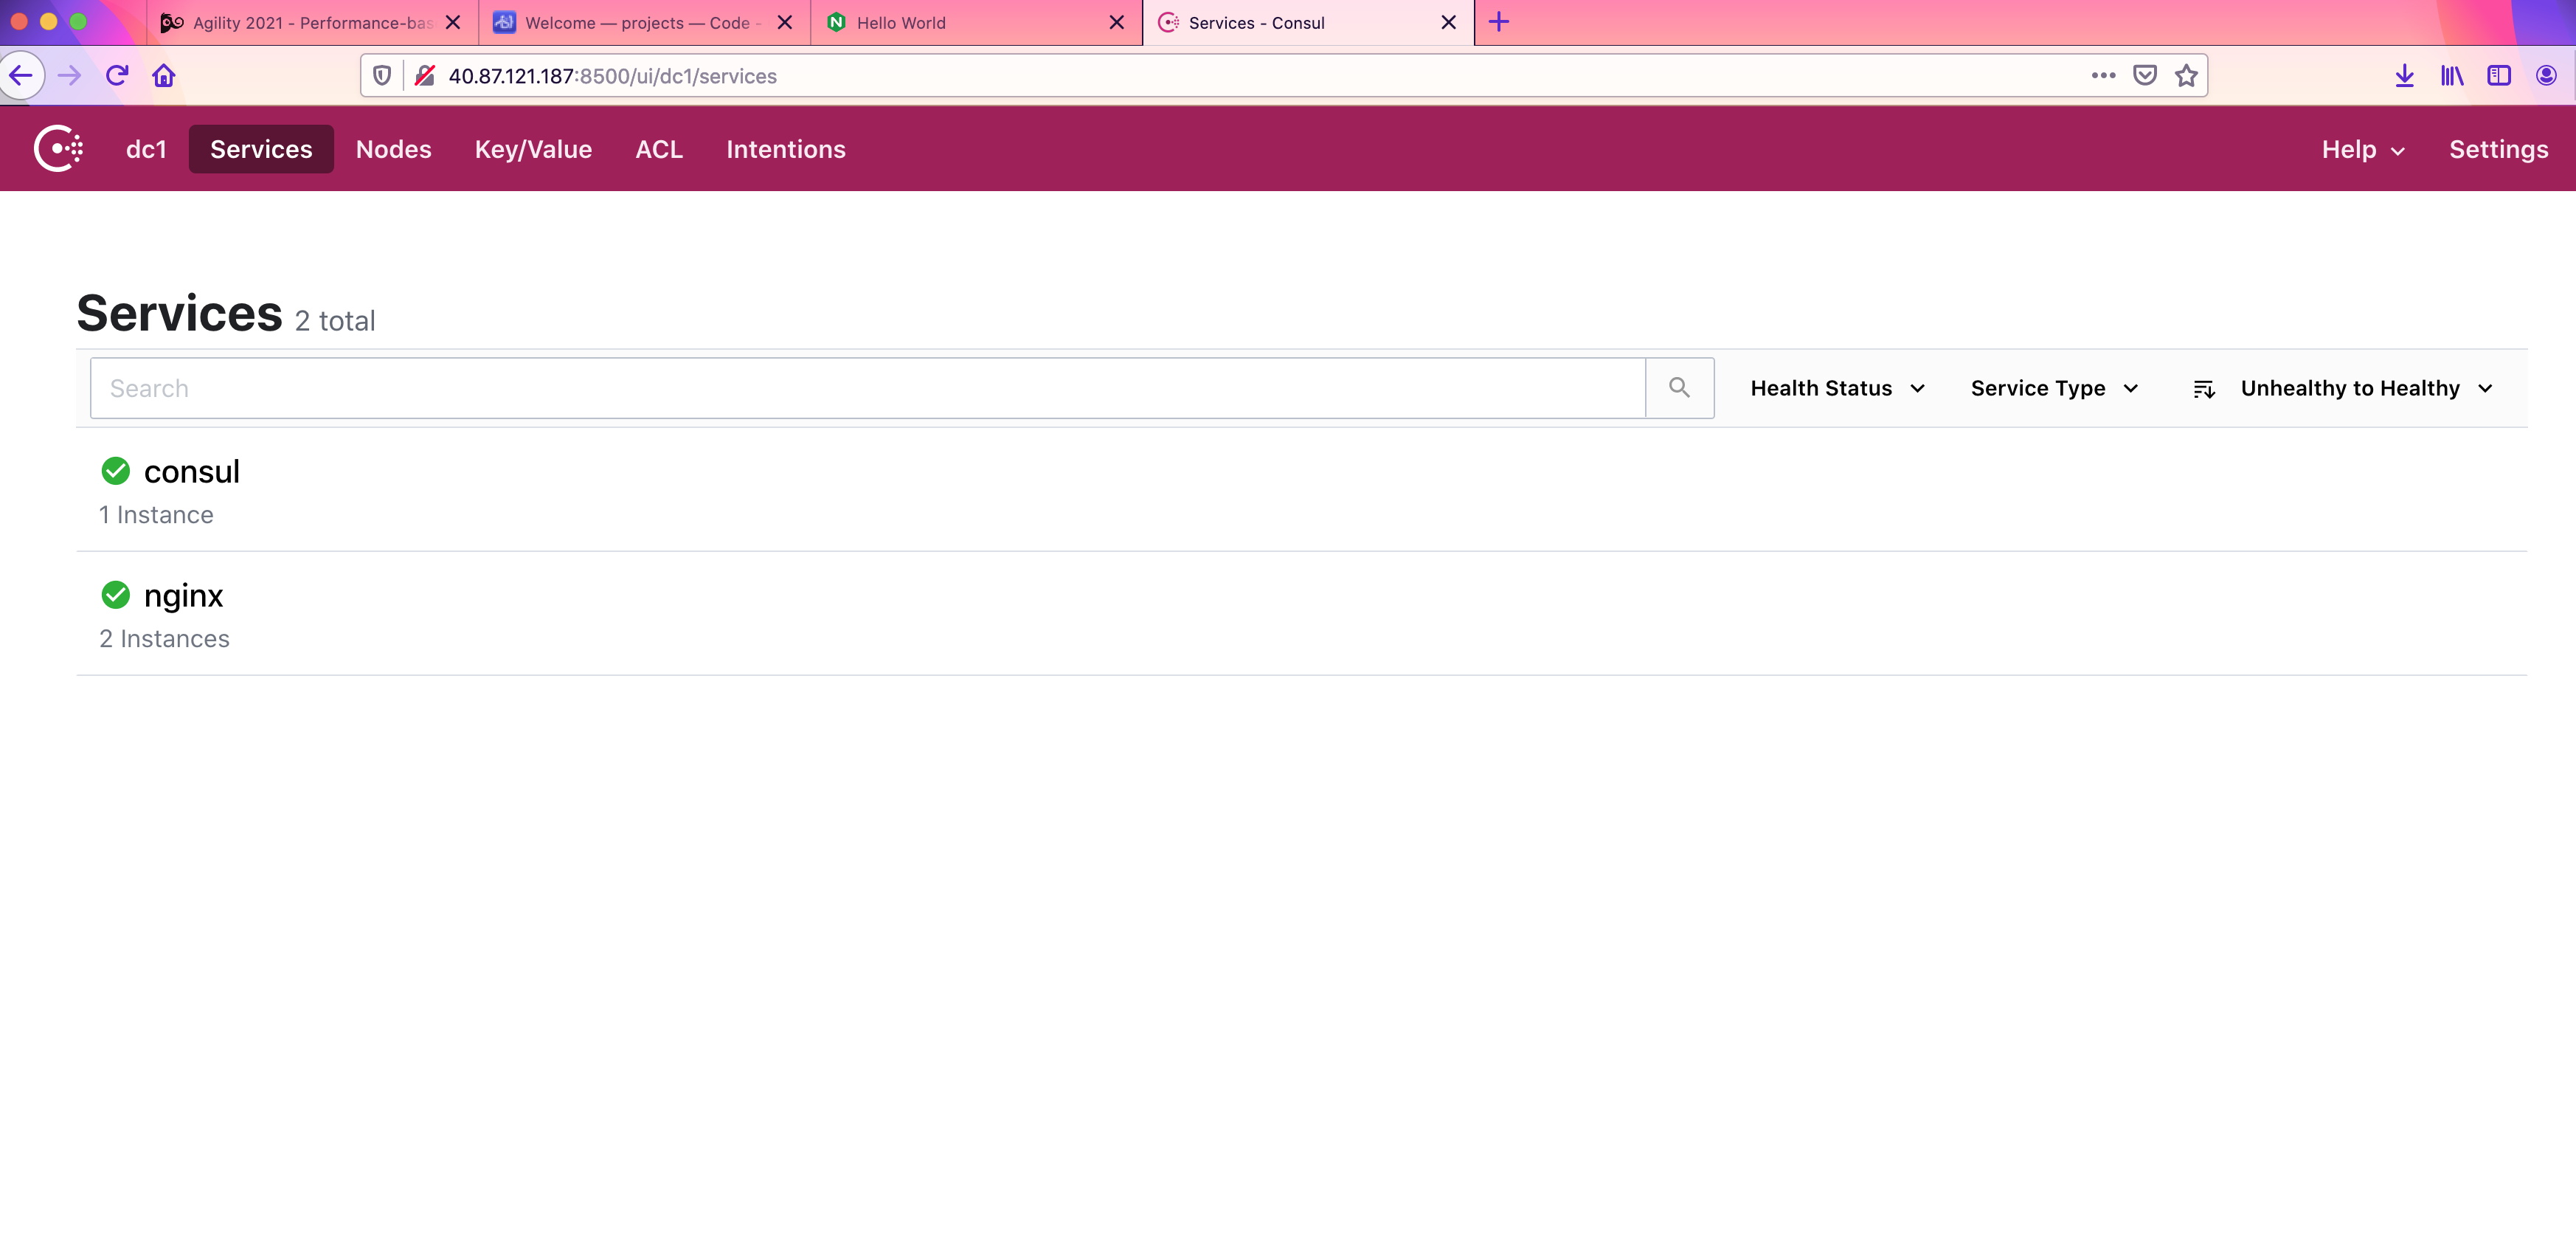 Agility 2021 - Performance-bas
Welcome — projects — Code -
Hello World
Services - Consul
40.87.121.187:8500/ui/dc1/services
dc1 Services Nodes Key/Value ACL Intentions Help Settings
Services 2 total
Search Health Status Service Type Unhealthy to Healthy
consul
1 Instance
nginx
2 Instances